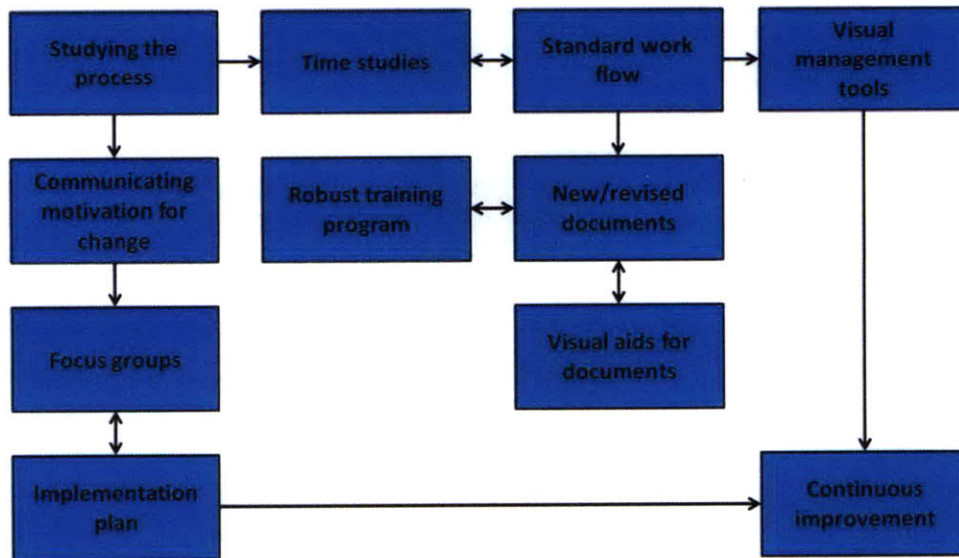 Studying the
process
Time studies
Standard work
flow
Visual
management
tools
Communicating
motivation for
change
Robust training
program
New/revised
documents
Focus groups
Visual aids for
documents
Implementation
plan
Continuous
improvement